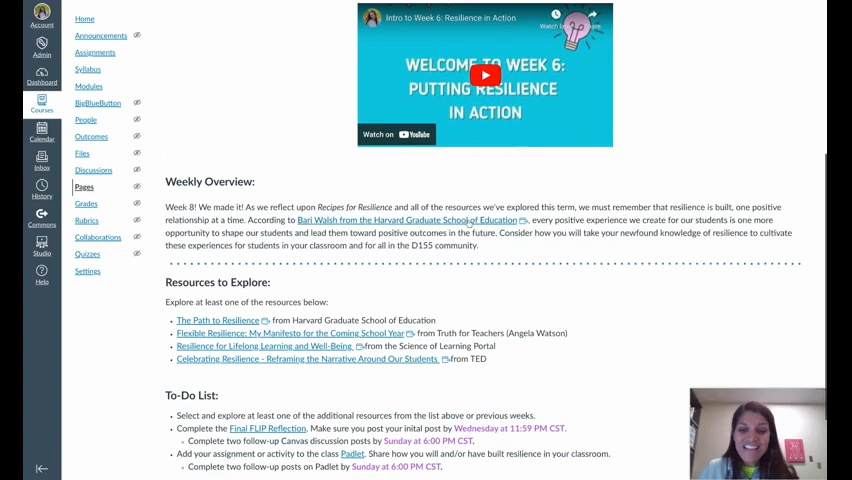 Account
Admin
Dashboard
Courses
Calendar
Inbox
History
Commons
Studio
Help
Home
Announcements
Assignments
Syllabus
Modules
BigBlueButton
People
Outcomes
Files
Discussions
Pages
Grades
Rubrics
Collaborations
Quizzes
Settings
Intro to Week 6: Resilience in Action
WELCOME TO WEEK 6:
PUTTING RESILIENCE
IN ACTION
Watch on YouTube
Weekly Overview:
Week 8! We made it! As we reflect upon Recipes for Resilience and all of the resources we've explored this term, we must remember that resilience is built, one positive
relationship at a time. According to Bari Walsh from the Harvard Graduate School of Education, every positive experience we create for our students is one more
opportunity to shape our students and lead them toward positive outcomes in the future. Consider how you will take your newfound knowledge of resilience to cultivate
these experiences for students in your classroom and for all in the D155 community.
Resources to Explore:
Explore at least one of the resources below:
The Path to Resilience from Harvard Graduate School of Education
Flexible Resilience: My Manifesto for the Coming School Year from Truth for Teachers (Angela Watson)
Resilience for Lifelong Learning and Well-Being from the Science of Learning Portal
Celebrating Resilience - Reframing the Narrative Around Our Students from TED
To-Do List:
Select and explore at least one of the additional resources from the list above or previous weeks.
Complete the Final FLIP Reflection. Make sure you post your inital post by Wednesday at 11:59 PM CST.
Complete two follow-up Canvas discussion posts by Sunday at 6:00 PM CST.
Add your assignment or activity to the class Padlet. Share how you will and/or have built resilience in your classroom.
Complete two follow-up posts on Padlet by Sunday at 6:00 PM CST.